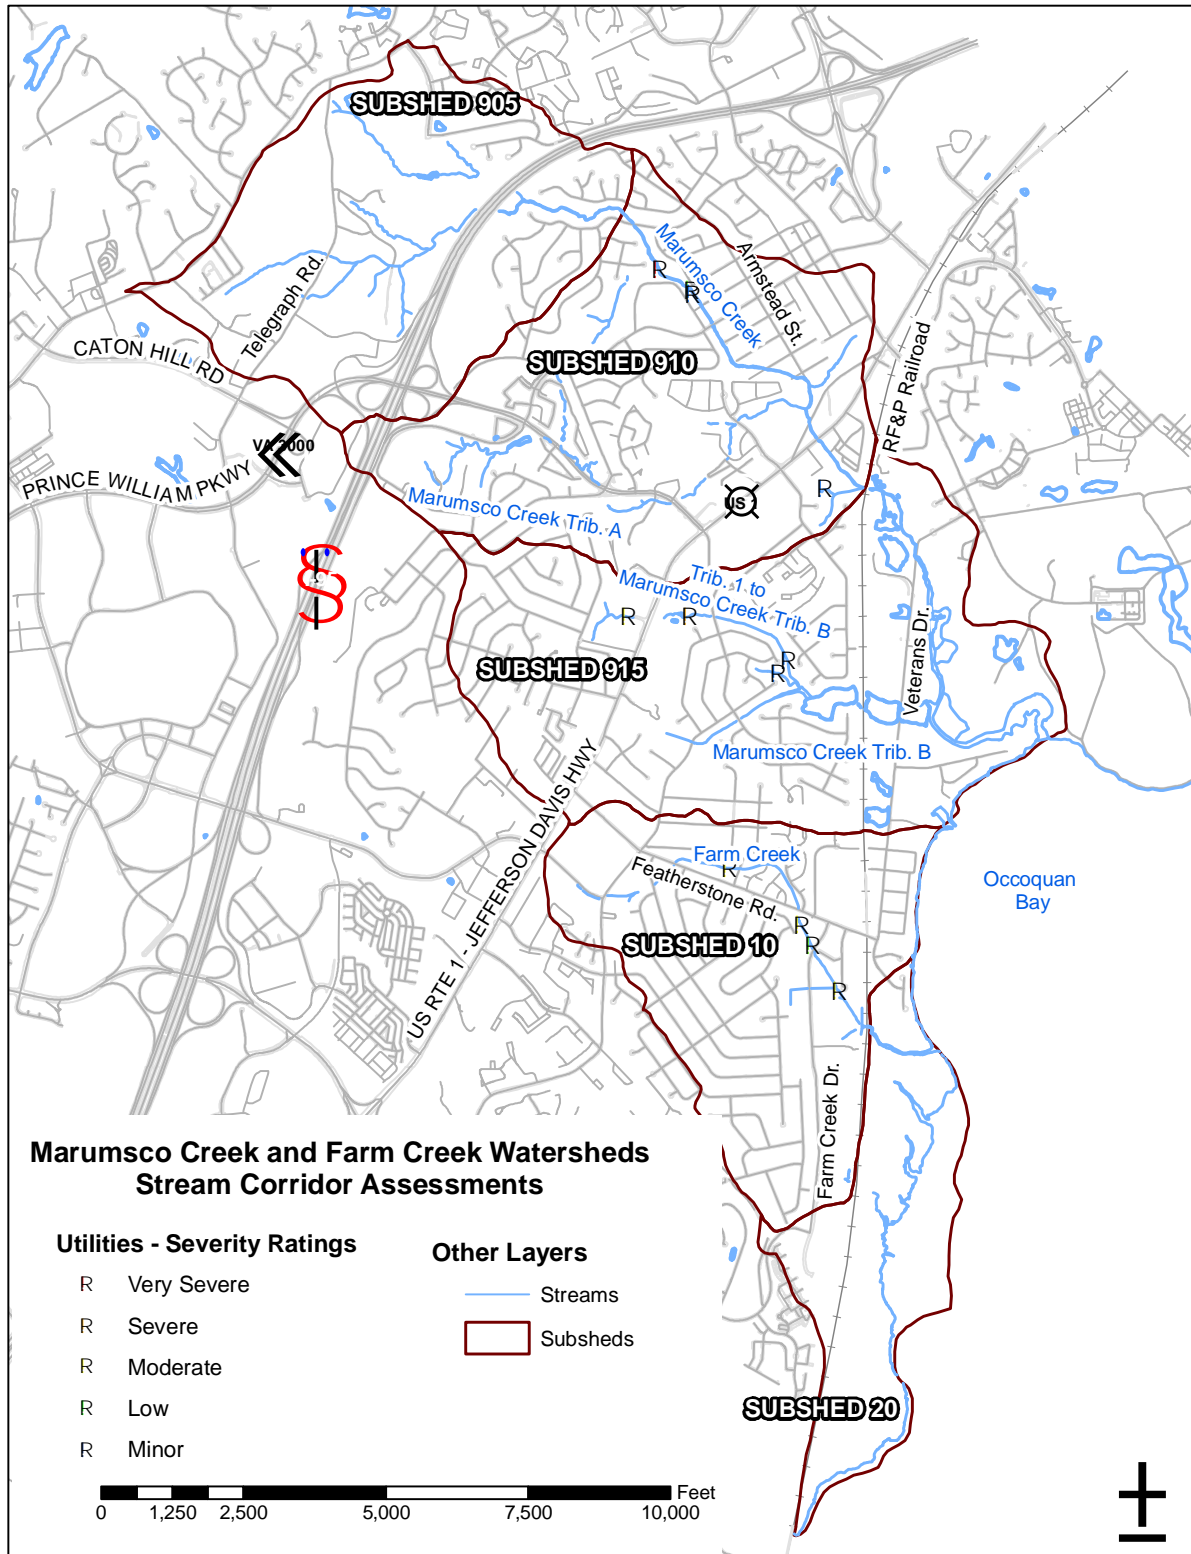 SUBSHED 905
Marumsco Creek
Armstead St.
Telegraph Rd.
CATON HILL RD
SUBSHED 910
RF&P Railroad
VA 3000
PRINCE WILLIAM PKWY
Marumsco Creek Trib. A
US 1
R
R
R
R
Trib. 1 to
Marumsco Creek Trib. B
R
R
R
R
SUBSHED 915
Veterans Dr.
Marumsco Creek Trib. B
US RTE 1 - JEFFERSON DAVIS HWY
Farm Creek
R
Featherstone Rd.
Occoquan
Bay
R
R
SUBSHED 10
R
Farm Creek Dr.
SUBSHED 20
Marumsco Creek and Farm Creek Watersheds
Stream Corridor Assessments
Utilities - Severity Ratings
R Very Severe
R Severe
R Moderate
R Low
R Minor
Other Layers
Streams
Subsheds
Feet
0 1,250 2,500 5,000 7,500 10,000